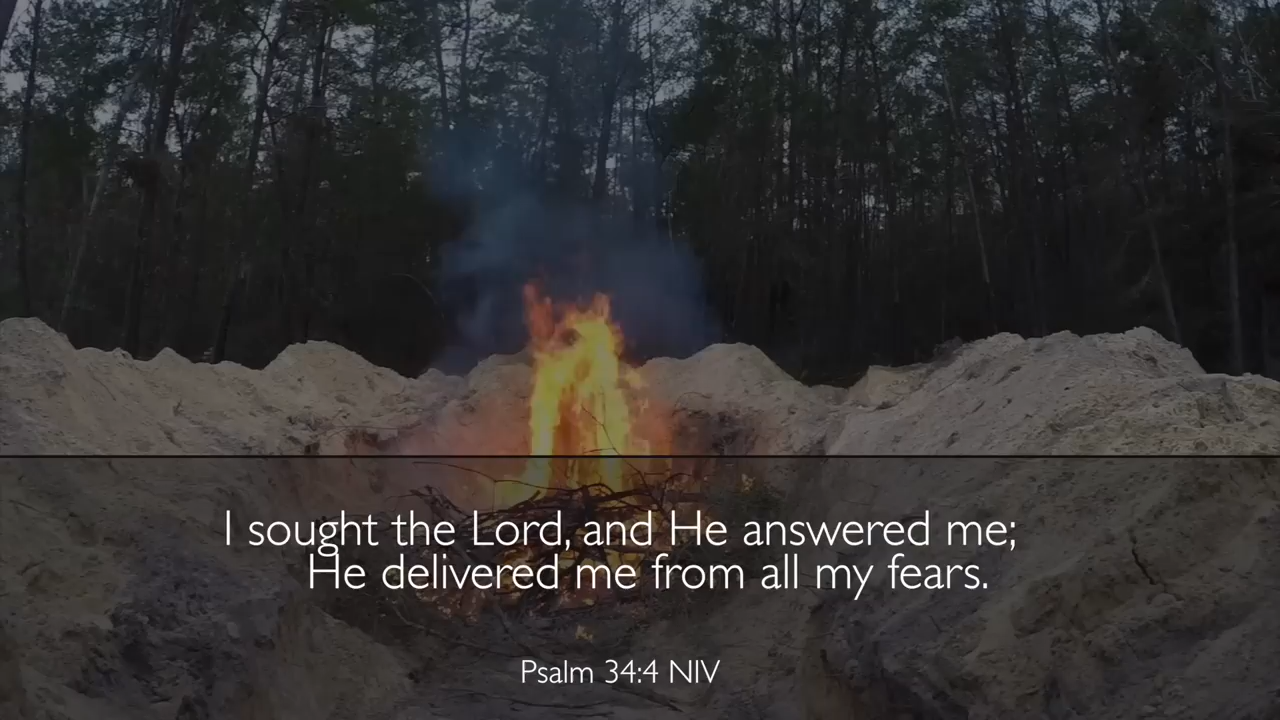 I sought the Lord, and He answered me;
He delivered me from all my fears.
Psalm 34:4 NIV